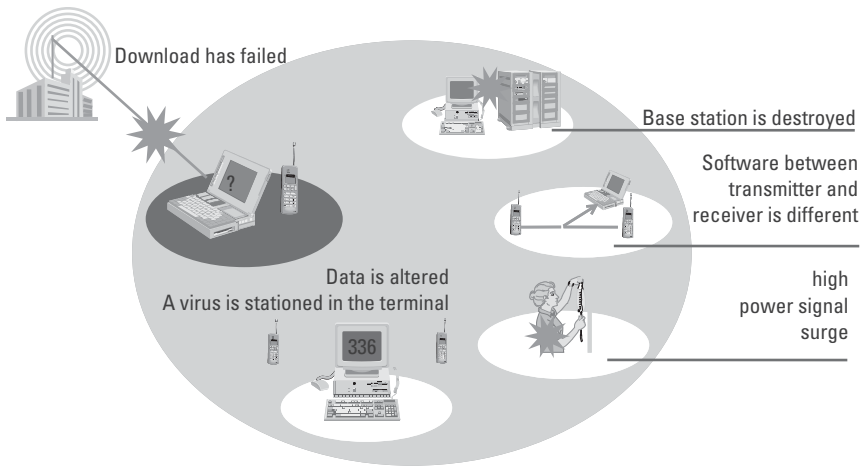 Download has failed
Base station is destroyed
Software between
transmitter and
receiver is different
?
Data is altered
A virus is stationed in the terminal
high
power signal
surge
336